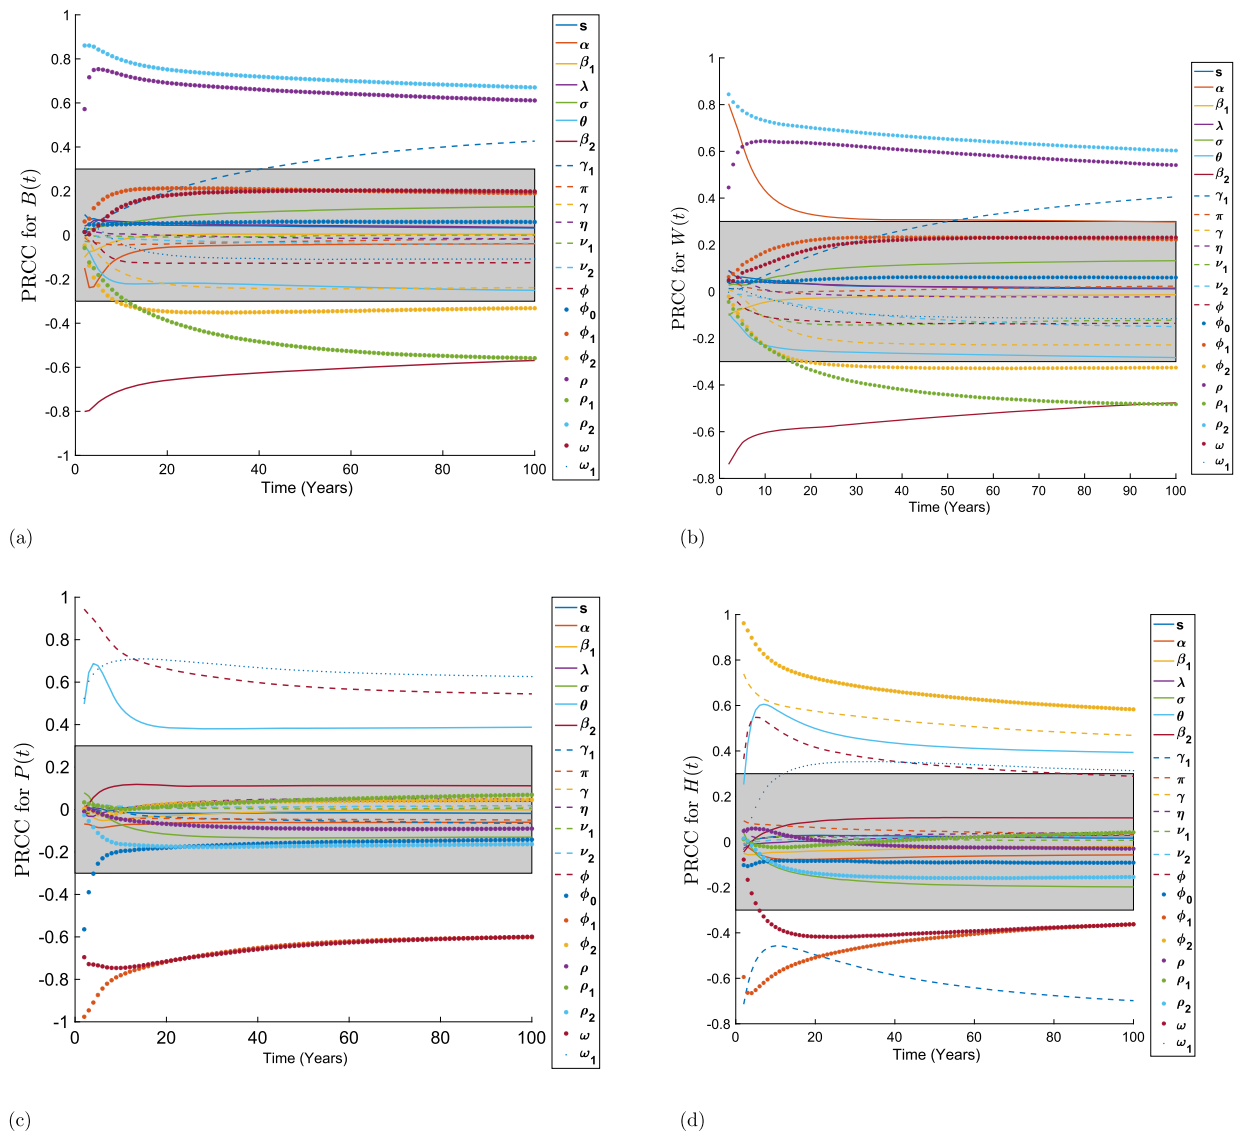 PRCC for B(t)
1
0.8
0.6
0.4
0.2
0
-0.2
-0.4
-0.6
-0.8
-1
0 20 40 60 80 100
Time (Years)
s
α
β1
λ
σ
θ
β2
γ1
π
γ
η
ν1
ν2
ϕ
ϕ0
ϕ1
ϕ2
ρ
ρ1
ρ2
ω
ω1
(a)
PRCC for W(t)
1
0.8
0.6
0.4
0.2
0
-0.2
-0.4
-0.6
-0.8
0 10 20 30 40 50 60 70 80 90 100
Time (Years)
s
α
β1
λ
σ
θ
β2
γ1
π
γ
η
ν1
ν2
ϕ
ϕ0
ϕ1
ϕ2
ρ
ρ1
ρ2
ω
ω1
(b)
PRCC for P(t)
1
0.8
0.6
0.4
0.2
0
-0.2
-0.4
-0.6
-0.8
-1
0 20 40 60 80 100
Time (Years)
s
α
β1
λ
σ
θ
β2
γ1
π
γ
η
ν1
ν2
ϕ
ϕ0
ϕ1
ϕ2
ρ
ρ1
ρ2
ω
ω1
(c)
PRCC for H(t)
1
0.8
0.6
0.4
0.2
0
-0.2
-0.4
-0.6
-0.8
0 20 40 60 80 100
Time (Years)
s
α
β1
λ
σ
θ
β2
γ1
π
γ
η
ν1
ν2
ϕ
ϕ0
ϕ1
ϕ2
ρ
ρ1
ρ2
ω
ω1
(d)